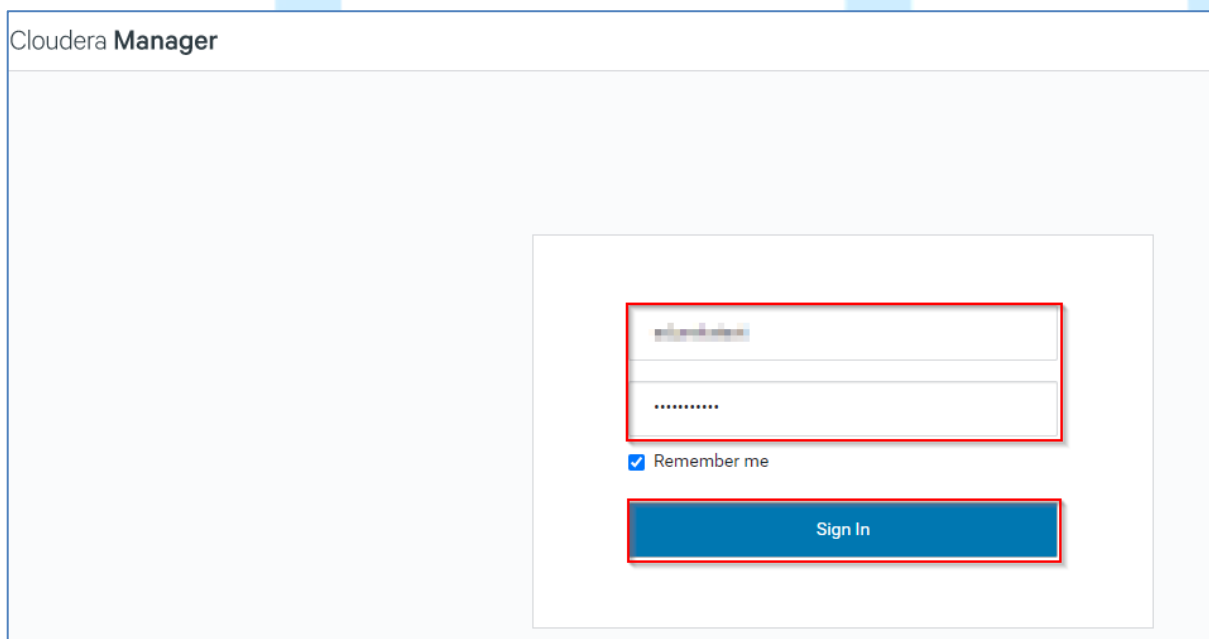 Cloudera Manager
...........
Remember me
Sign In